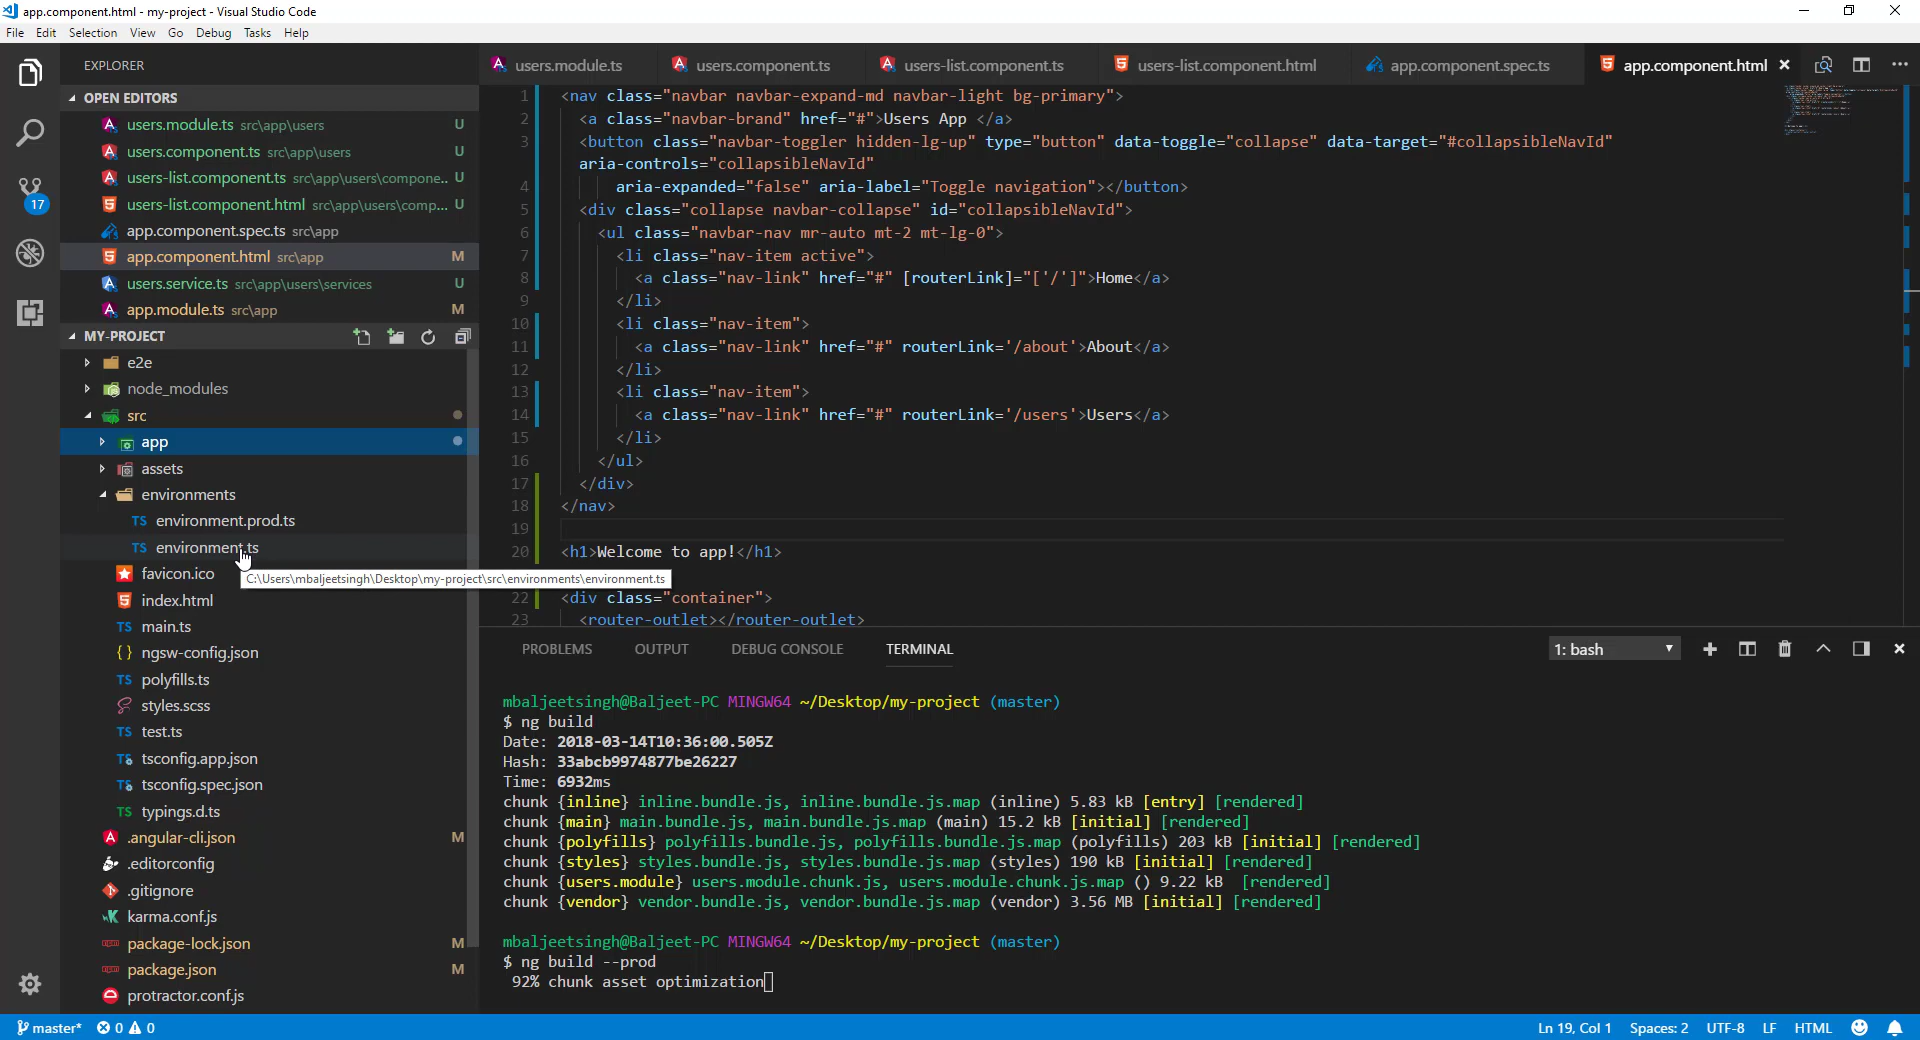 app.component.html - my-project - Visual Studio Code
File Edit Selection View Go Debug Tasks Help
EXPLORER
OPEN EDITORS
users.module.ts src\app\users U
users.component.ts src\app\users U
users-list.component.ts src\app\users\compone... U
users-list.component.html src\app\users\comp... U
app.component.spec.ts src\app
app.component.html src\app M
users.service.ts src\app\users\services U
app.module.ts src\app M
MY-PROJECT
e2e
node_modules
src
app
assets
environments
TS environment.prod.ts
TS environment.ts
favicon.ico
C:\Users\mbaljeetsingh\Desktop\my-project\src\environments\environment.ts
index.html
TS main.ts
{ } ngsw-config.json
TS polyfills.ts
styles.scss
TS test.ts
TS tsconfig.app.json
TS tsconfig.spec.json
TS typings.d.ts
.angular-cli.json M
.editorconfig
.gitignore
karma.conf.js
package-lock.json M
package.json M
protractor.conf.js
17
users.module.ts users.component.ts users-list.component.ts users-list.component.html app.component.spec.ts app.component.html
1 <nav class="navbar navbar-expand-md navbar-light bg-primary">
2 <a class="navbar-brand" href="#">Users App </a>
3 <button class="navbar-toggler hidden-lg-up" type="button" data-toggle="collapse" data-target="#collapsibleNavId"
aria-controls="collapsibleNavId"
4 aria-expanded="false" aria-label="Toggle navigation"></button>
5 <div class="collapse navbar-collapse" id="collapsibleNavId">
6 <ul class="navbar-nav mr-auto mt-2 mt-lg-0">
7 <li class="nav-item active">
8 <a class="nav-link" href="#" [routerLink]="['/']">Home</a>
9 </li>
10 <li class="nav-item">
11 <a class="nav-link" href="#" routerLink='/about'>About</a>
12 </li>
13 <li class="nav-item">
14 <a class="nav-link" href="#" routerLink='/users'>Users</a>
15 </li>
16 </ul>
17 </div>
18 </nav>
19
20 <h1>Welcome to app!</h1>
22 <div class="container">
23 <router-outlet></router-outlet>
PROBLEMS OUTPUT DEBUG CONSOLE TERMINAL 1: bash
mbaljeetsingh@Baljeet-PC MINGW64 ~/Desktop/my-project (master)
$ ng build
Date: 2018-03-14T10:36:00.505Z
Hash: 33abcb9974877be26227
Time: 6932ms
chunk {inline} inline.bundle.js, inline.bundle.js.map (inline) 5.83 kB [entry] [rendered]
chunk {main} main.bundle.js, main.bundle.js.map (main) 15.2 kB [initial] [rendered]
chunk {polyfills} polyfills.bundle.js, polyfills.bundle.js.map (polyfills) 203 kB [initial] [rendered]
chunk {styles} styles.bundle.js, styles.bundle.js.map (styles) 190 kB [initial] [rendered]
chunk {users.module} users.module.chunk.js, users.module.chunk.js.map () 9.22 kB [rendered]
chunk {vendor} vendor.bundle.js, vendor.bundle.js.map (vendor) 3.56 MB [initial] [rendered]
mbaljeetsingh@Baljeet-PC MINGW64 ~/Desktop/my-project (master)
$ ng build --prod
92% chunk asset optimization
master* 0 0 Ln 19, Col 1 Spaces: 2 UTF-8 LF HTML